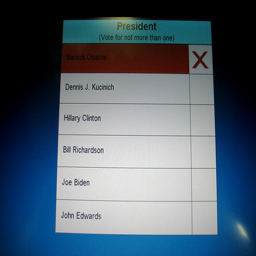 President
(Vote for not more than one)
Barack Obama
X
Dennis J. Kucinich
Hillary Clinton
Bill Richardson
Joe Biden
John Edwards